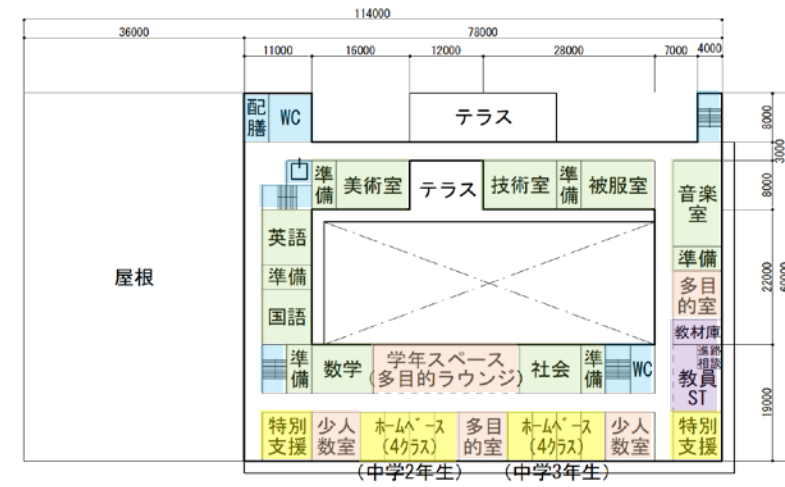 114000
36000
78000
11000
16000
12000
28000
7000
4000
配膳
WC
テラス
8000
3000
準備
美術室
テラス
技術室
準備
被服室
音楽室
8000
英語
準備
国語
屋根
準備
多目的室
22000
教材庫
準備
数学
学年スペース
(多目的ラウンジ)
社会
準備
WC
進路相談
教員ST
19000
特別支援
少人数室
ホームベース
(4クラス)
多目的室
ホームベース
(4クラス)
少人数室
特別支援
(中学2年生)
(中学3年生)